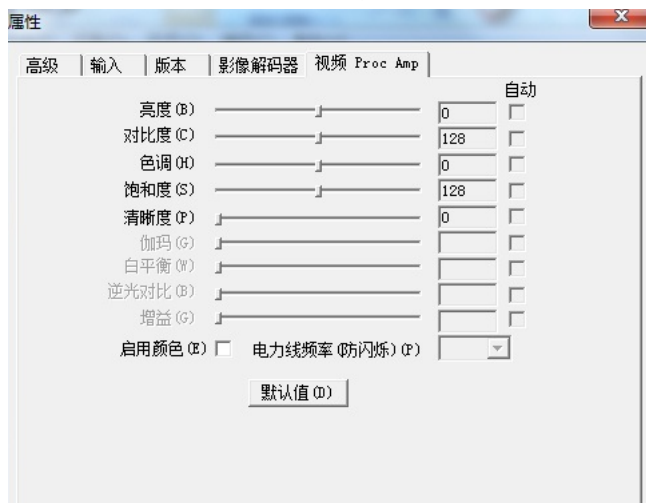 属性
高级 输入 版本 影像解码器 视频 Proc Amp
自动
亮度(B) 0
对比度(C) 128
色调(H) 0
饱和度(S) 128
清晰度(P) 0
伽玛(G)
白平衡(W)
逆光对比(B)
增益(G)
启用颜色(E) 电力线频率(防闪烁)(P)
默认值(D)